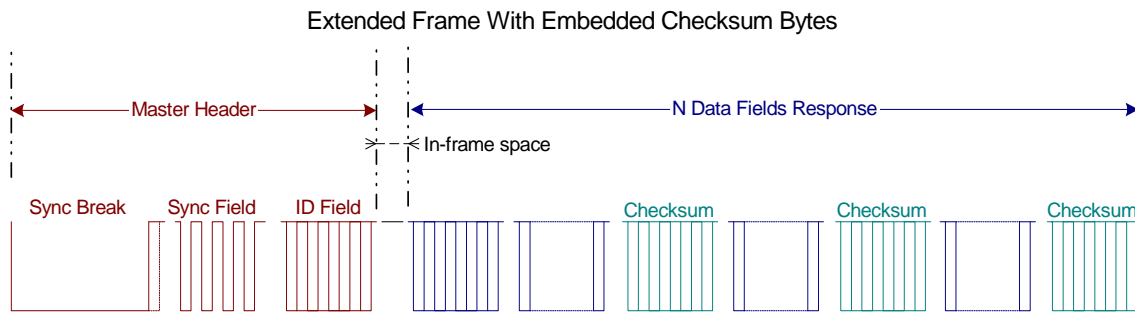 Extended Frame With Embedded Checksum Bytes
Master Header
N Data Fields Response
In-frame space
Sync Break
Sync Field
ID Field
Checksum
Checksum
Checksum